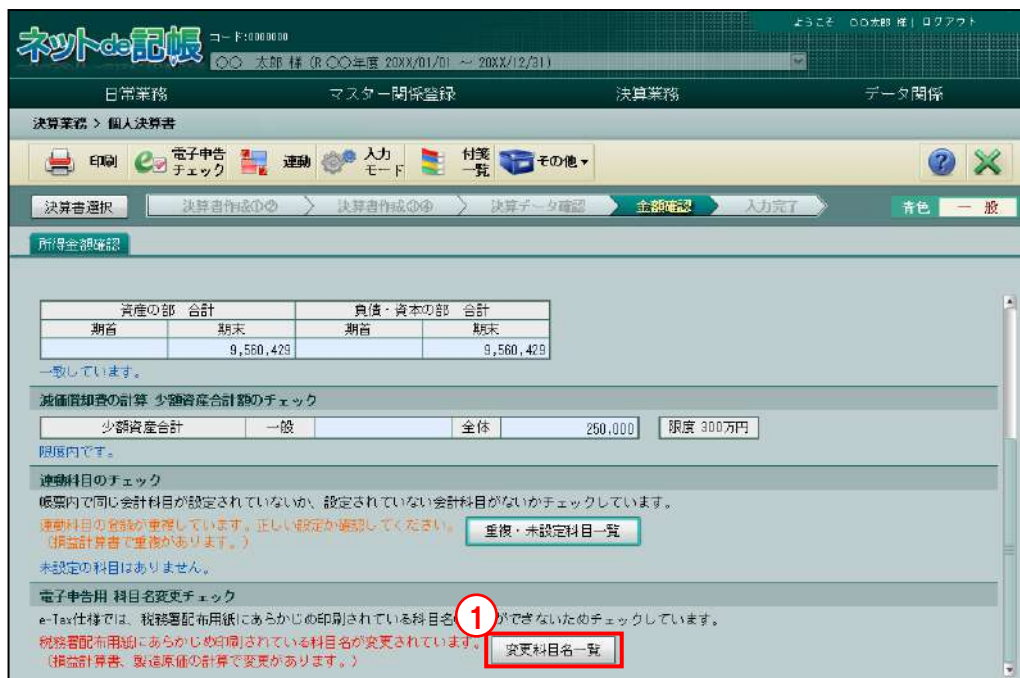 ようこそ ○○太郎 様 | ログアウト
ネットde記帳 コード:0000000
○○ 太郎 様 (R○○年度 20XX/01/01 ～ 20XX/12/31)
日常業務 マスター関係登録 決算業務 データ関係
決算業務 > 個人決算書
印刷 電子申告チェック 連動 入力モード 付箋一覧 その他▼
決算書選択 決算書作成①② 決算書作成③④ 決算データ確認 金額確認 入力完了 青色 一般
所得金額確認
資産の部 合計 負債・資本の部 合計
期首 期末 期首 期末
9,560,429 9,560,429
一致しています。
減価償却費の計算 少額資産合計額のチェック
少額資産合計 一般 全体 250,000 限度 300万円
限度内です。
連動科目のチェック
帳票内で同じ会計科目が設定されていないか、設定されていない会計科目がないかチェックしています。
連動科目の登録が重複しています。正しい設定か確認してください。
(損益計算書で重複があります。) 重複・未設定科目一覧
未設定の科目はありません。
電子申告用 科目名変更チェック
e-Tax仕様では、税務署配布用紙にあらかじめ印刷されている科目名 ができないためチェックしています。
1
税務署配布用紙にあらかじめ印刷されている科目名が変更されています。
(損益計算書、製造原価の計算で変更があります。) 変更科目名一覧